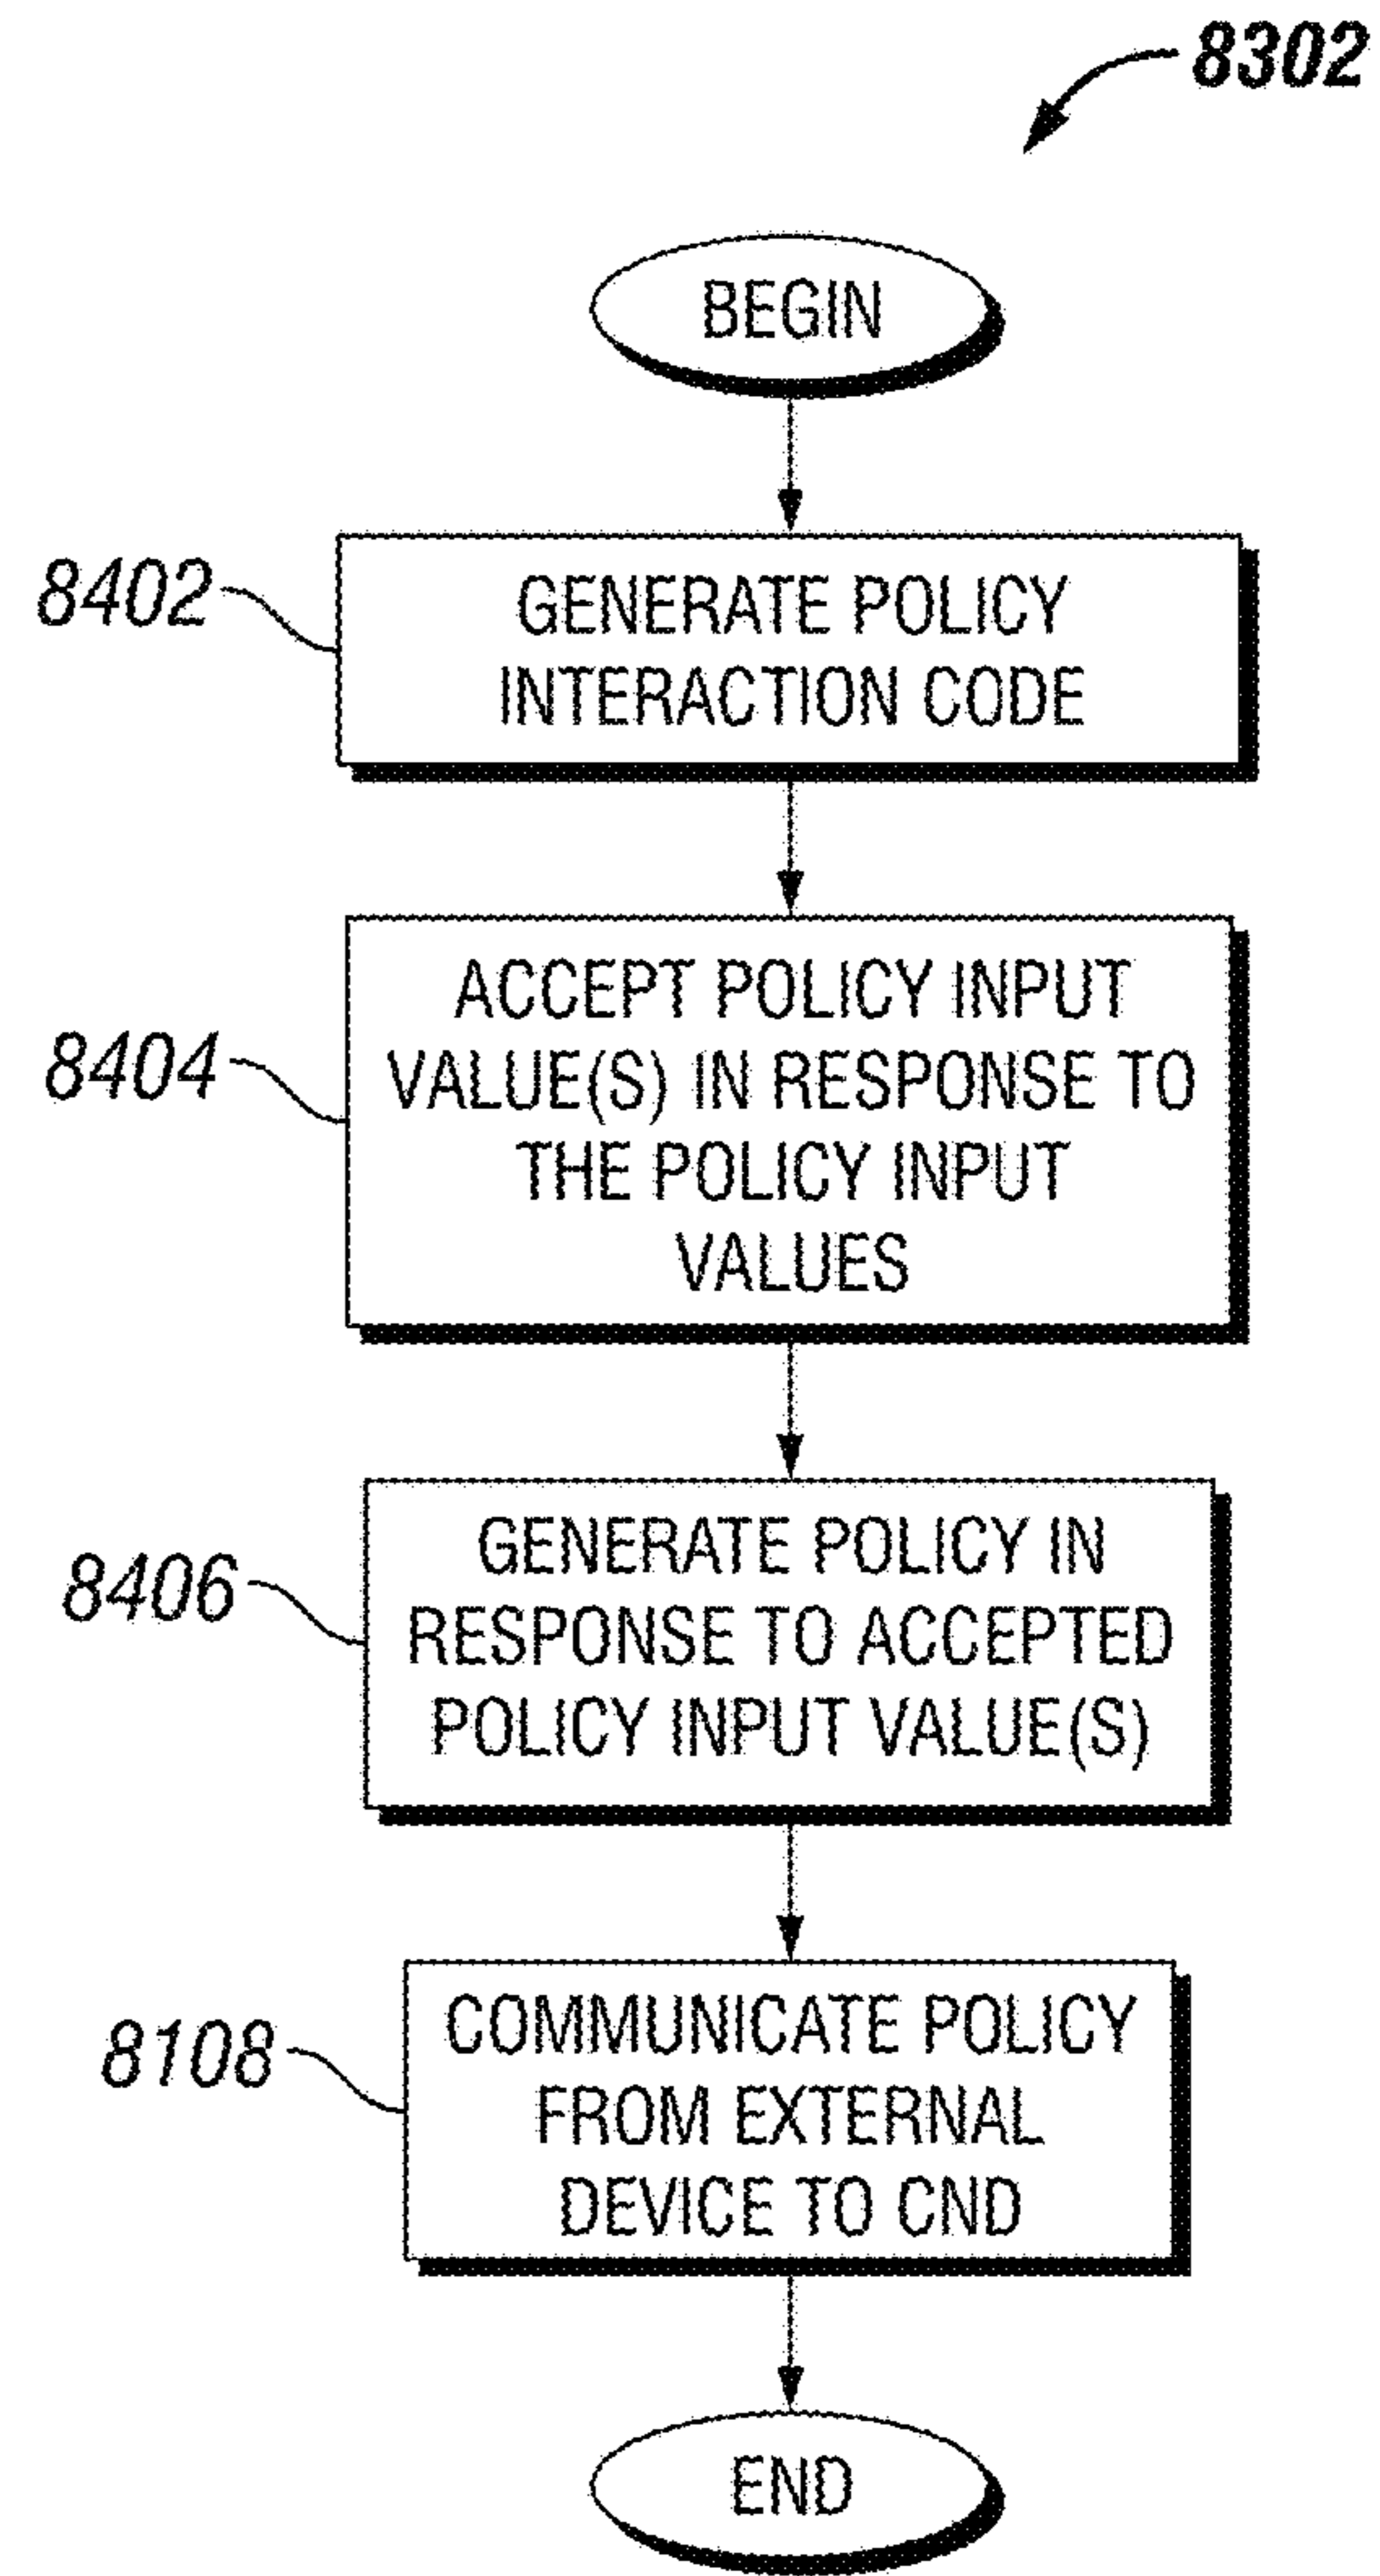 8302
BEGIN
8402
GENERATE POLICY
INTERACTION CODE
8404
ACCEPT POLICY INPUT
VALUE(S) IN RESPONSE TO
THE POLICY INPUT
VALUES
8406
GENERATE POLICY IN
RESPONSE TO ACCEPTED
POLICY INPUT VALUE(S)
8108
COMMUNICATE POLICY
FROM EXTERNAL
DEVICE TO CND
END